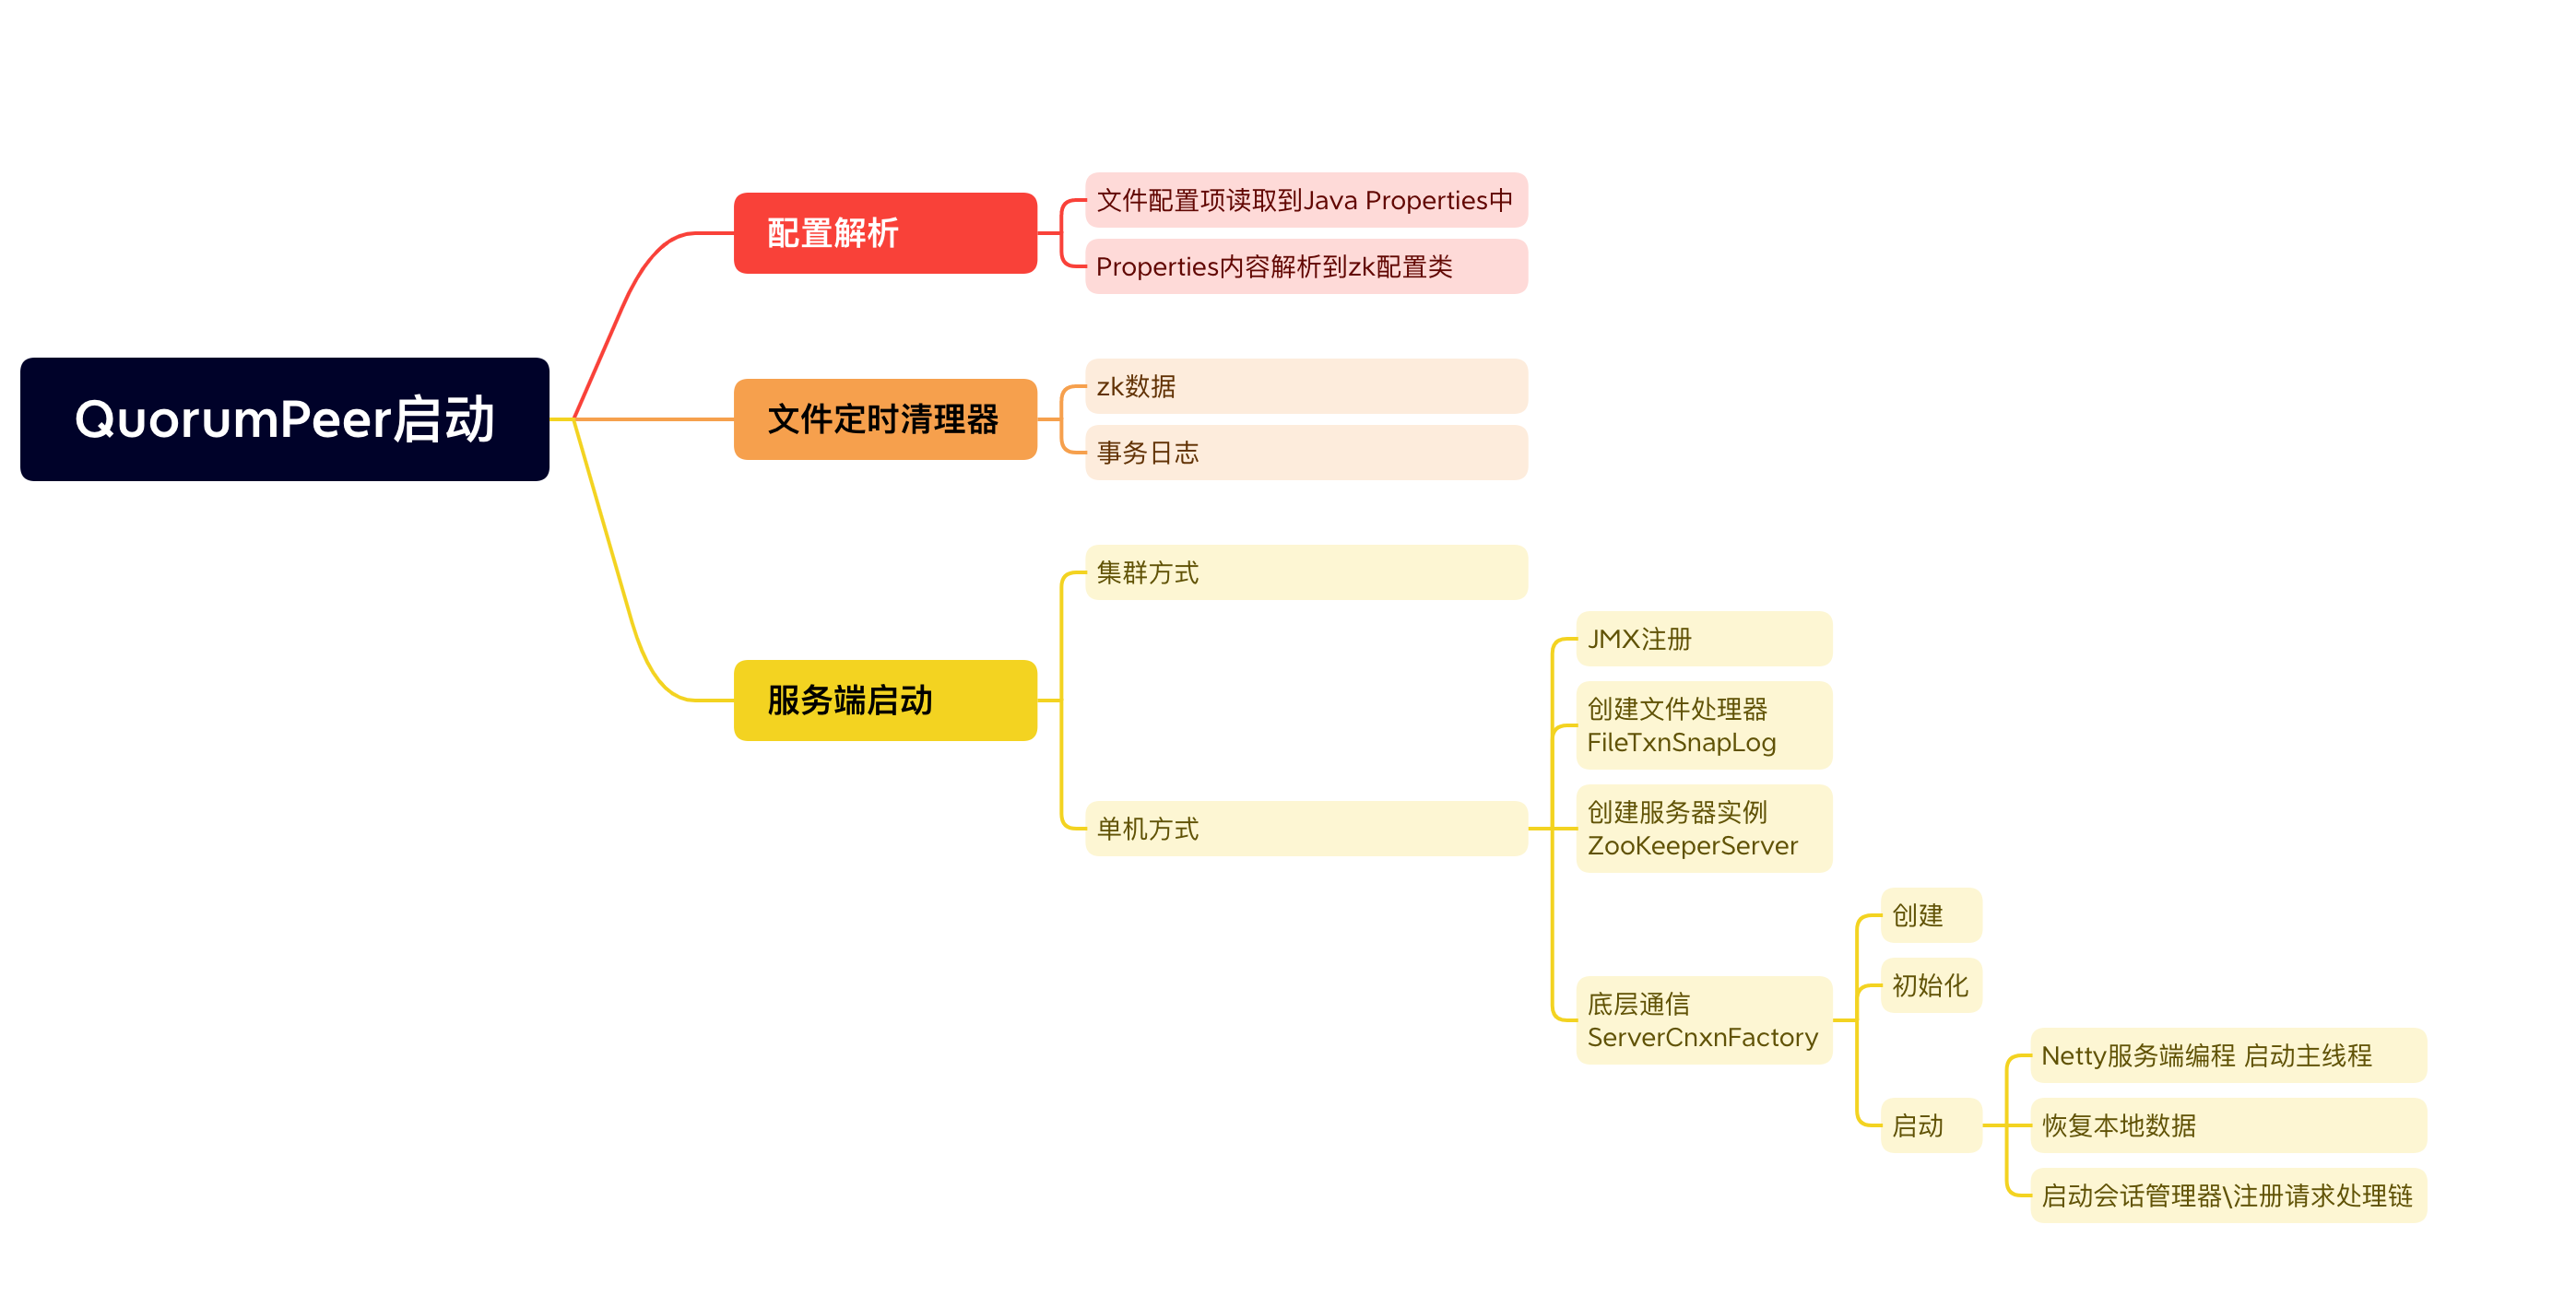 QuorumPeer启动
配置解析
文件配置项读取到Java Properties中
Properties内容解析到zk配置类
文件定时清理器
zk数据
事务日志
服务端启动
集群方式
单机方式
JMX注册
创建文件处理器
FileTxnSnapLog
创建服务器实例
ZooKeeperServer
底层通信
ServerCnxnFactory
创建
初始化
启动
Netty服务端编程 启动主线程
恢复本地数据
启动会话管理器\注册请求处理链